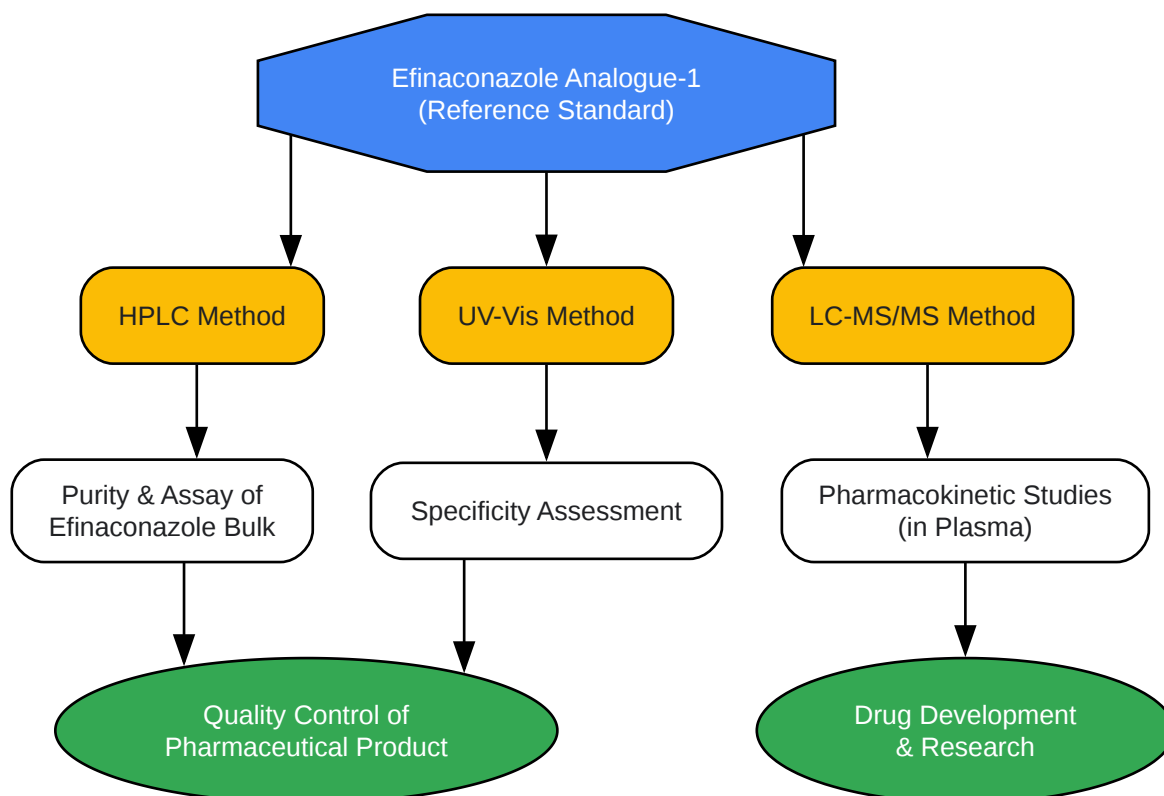 Efinaconazole Analogue-1
(Reference Standard)
HPLC Method
UV-Vis Method
LC-MS/MS Method
Purity & Assay of
Efinaconazole Bulk
Specificity Assessment
Pharmacokinetic Studies
(in Plasma)
Quality Control of
Pharmaceutical Product
Drug Development
& Research